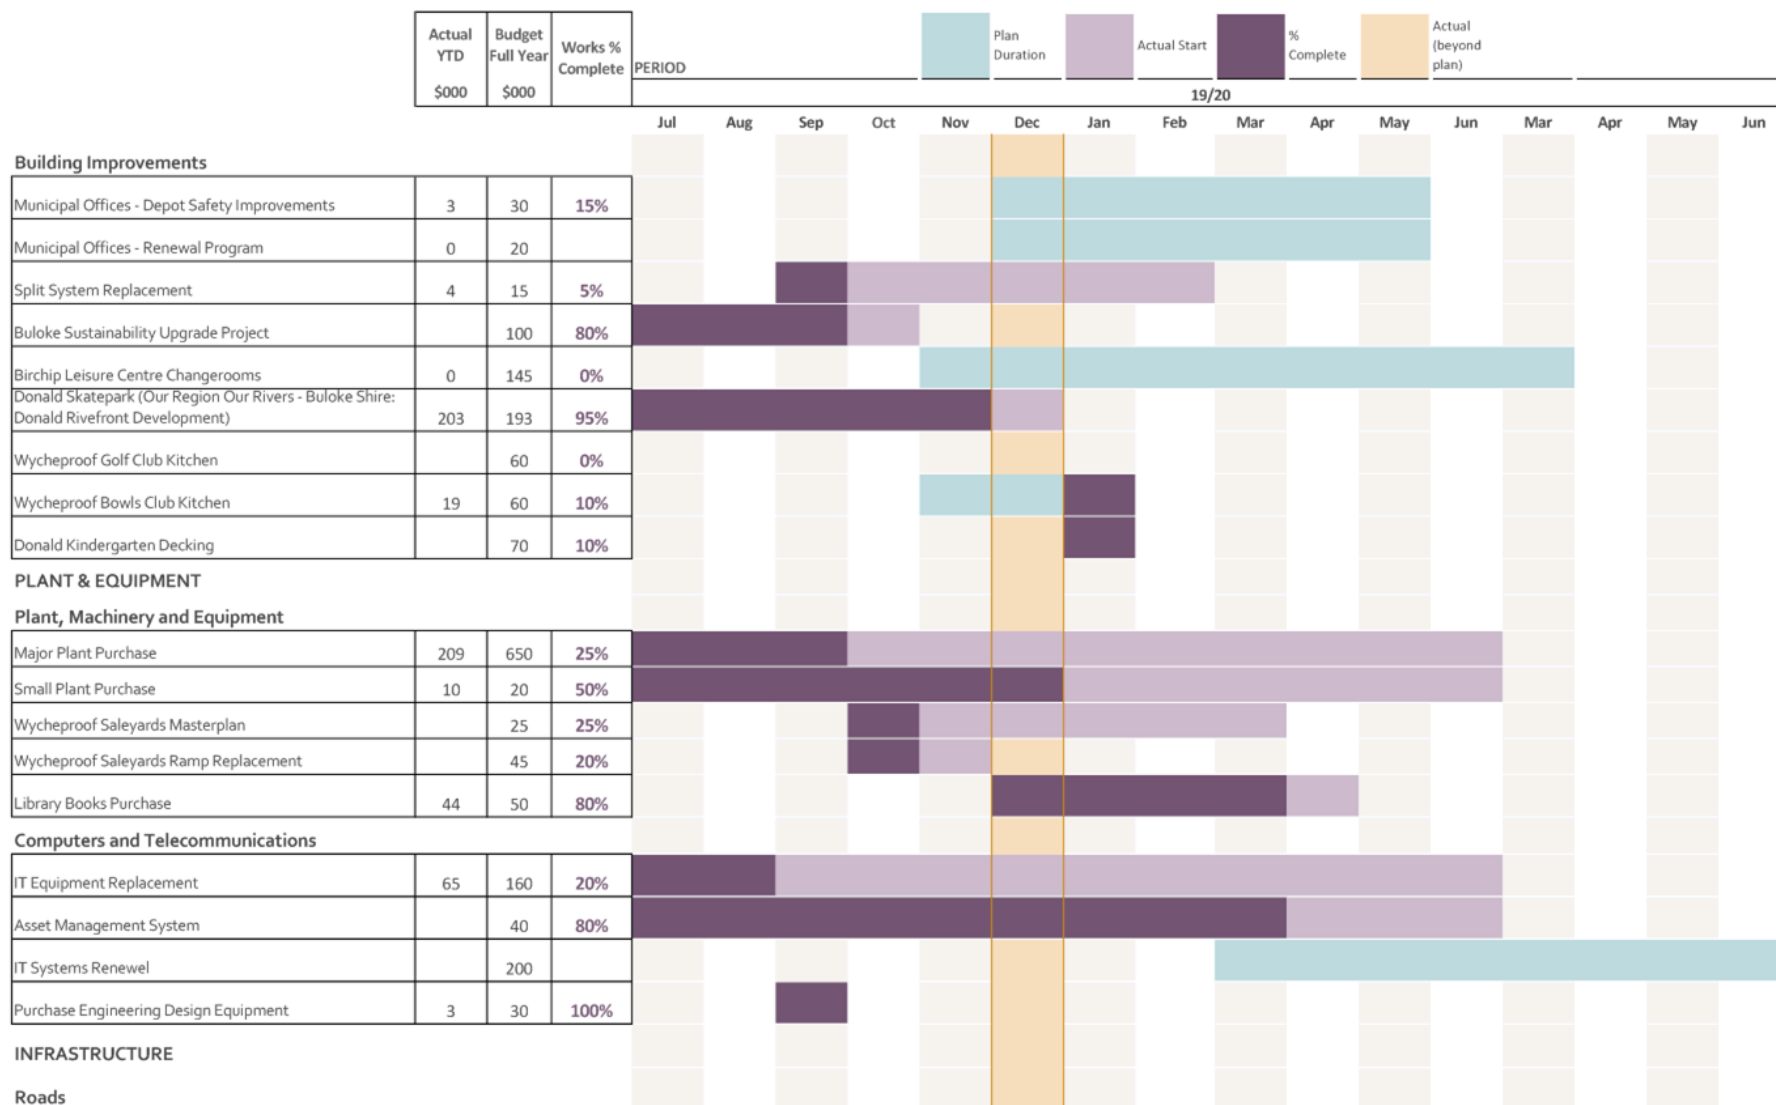 Actual YTD $000
Budget Full Year $000
Works % Complete
PERIOD
Plan Duration
Actual Start
% Complete
Actual (beyond plan)
19/20
Jul Aug Sep Oct Nov Dec Jan Feb Mar Apr May Jun Mar Apr May Jun
Building Improvements
Municipal Offices - Depot Safety Improvements 3 30 15%
Municipal Offices - Renewal Program 0 20
Split System Replacement 4 15 5%
Buloke Sustainability Upgrade Project 100 80%
Birchip Leisure Centre Changerooms 0 145 0%
Donald Skatepark (Our Region Our Rivers - Buloke Shire:
Donald Rivefront Development) 203 193 95%
Wycheproof Golf Club Kitchen 60 0%
Wycheproof Bowls Club Kitchen 19 60 10%
Donald Kindergarten Decking 70 10%
PLANT & EQUIPMENT
Plant, Machinery and Equipment
Major Plant Purchase 209 650 25%
Small Plant Purchase 10 20 50%
Wycheproof Saleyards Masterplan 25 25%
Wycheproof Saleyards Ramp Replacement 45 20%
Library Books Purchase 44 50 80%
Computers and Telecommunications
IT Equipment Replacement 65 160 20%
Asset Management System 40 80%
IT Systems Renewel 200
Purchase Engineering Design Equipment 3 30 100%
INFRASTRUCTURE
Roads